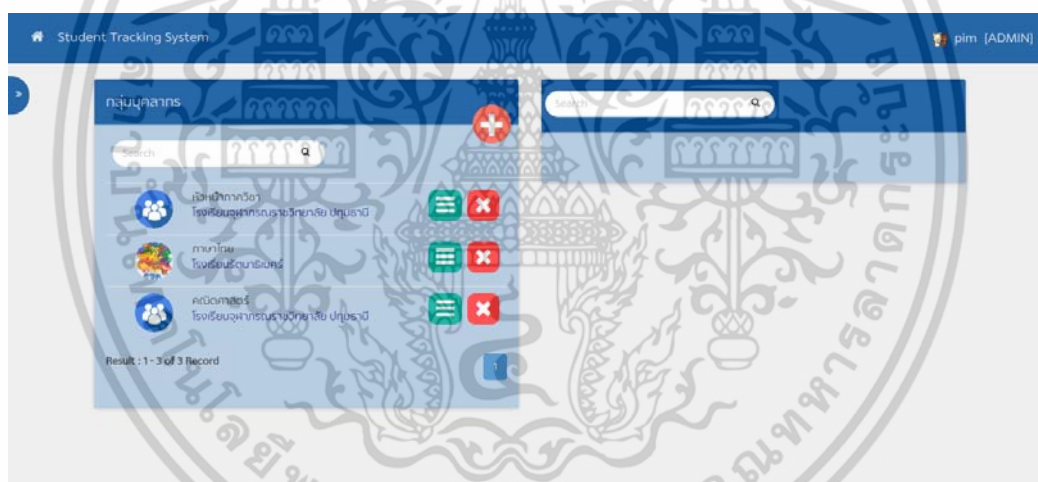 Student Tracking System
pim [ADMIN]
»
กลุ่มบุคลากร
Search
Search
หัวหน้าภาควิชา
โรงเรียนจุฬาภรณราชวิทยาลัย ปทุมธานี
ภาษาไทย
โรงเรียนรัตนาธิเบศร์
คณิตศาสตร์
โรงเรียนจุฬาภรณราชวิทยาลัย ปทุมธานี
Result : 1 - 3 of 3 Record
1